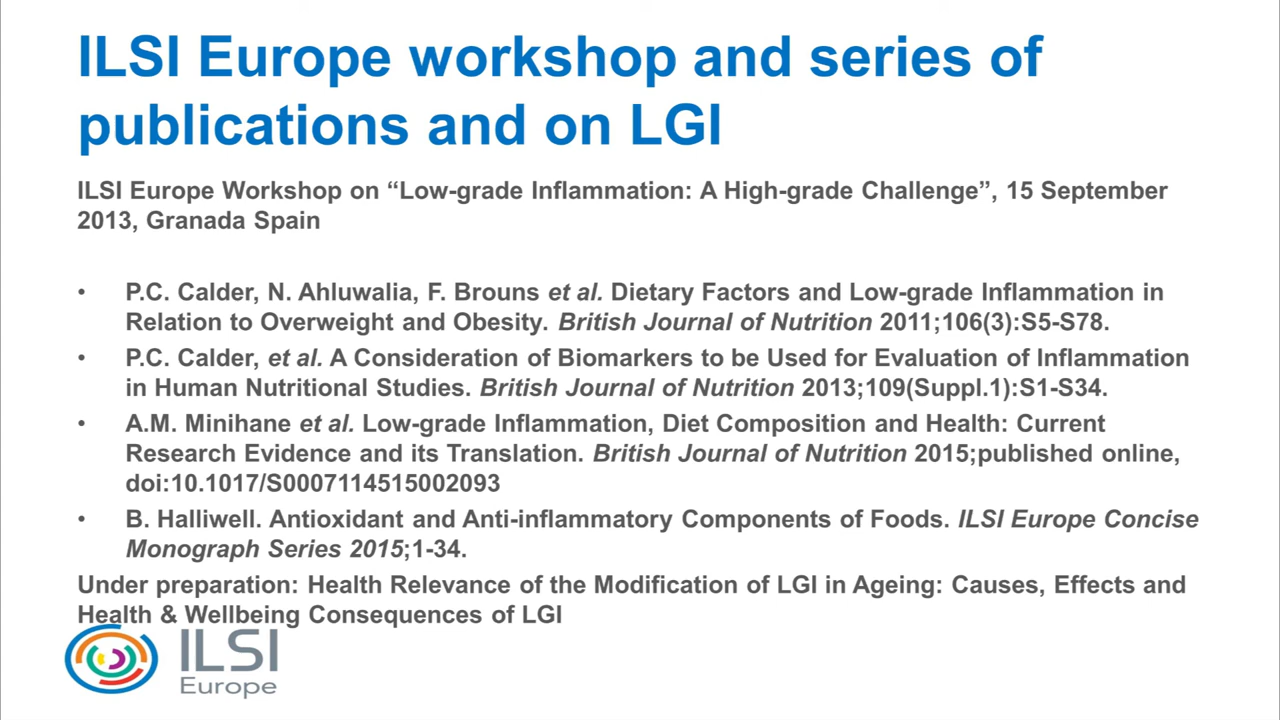 ILSI Europe workshop and series of
publications and on LGI
ILSI Europe Workshop on “Low-grade Inflammation: A High-grade Challenge”, 15 September
2013, Granada Spain
• P.C. Calder, N. Ahluwalia, F. Brouns et al. Dietary Factors and Low-grade Inflammation in
Relation to Overweight and Obesity. British Journal of Nutrition 2011;106(3):S5-S78.
• P.C. Calder, et al. A Consideration of Biomarkers to be Used for Evaluation of Inflammation
in Human Nutritional Studies. British Journal of Nutrition 2013;109(Suppl.1):S1-S34.
• A.M. Minihane et al. Low-grade Inflammation, Diet Composition and Health: Current
Research Evidence and its Translation. British Journal of Nutrition 2015;published online,
doi:10.1017/S0007114515002093
• B. Halliwell. Antioxidant and Anti-inflammatory Components of Foods. ILSI Europe Concise
Monograph Series 2015;1-34.
Under preparation: Health Relevance of the Modification of LGI in Ageing: Causes, Effects and
Health & Wellbeing Consequences of LGI
ILSI
Europe